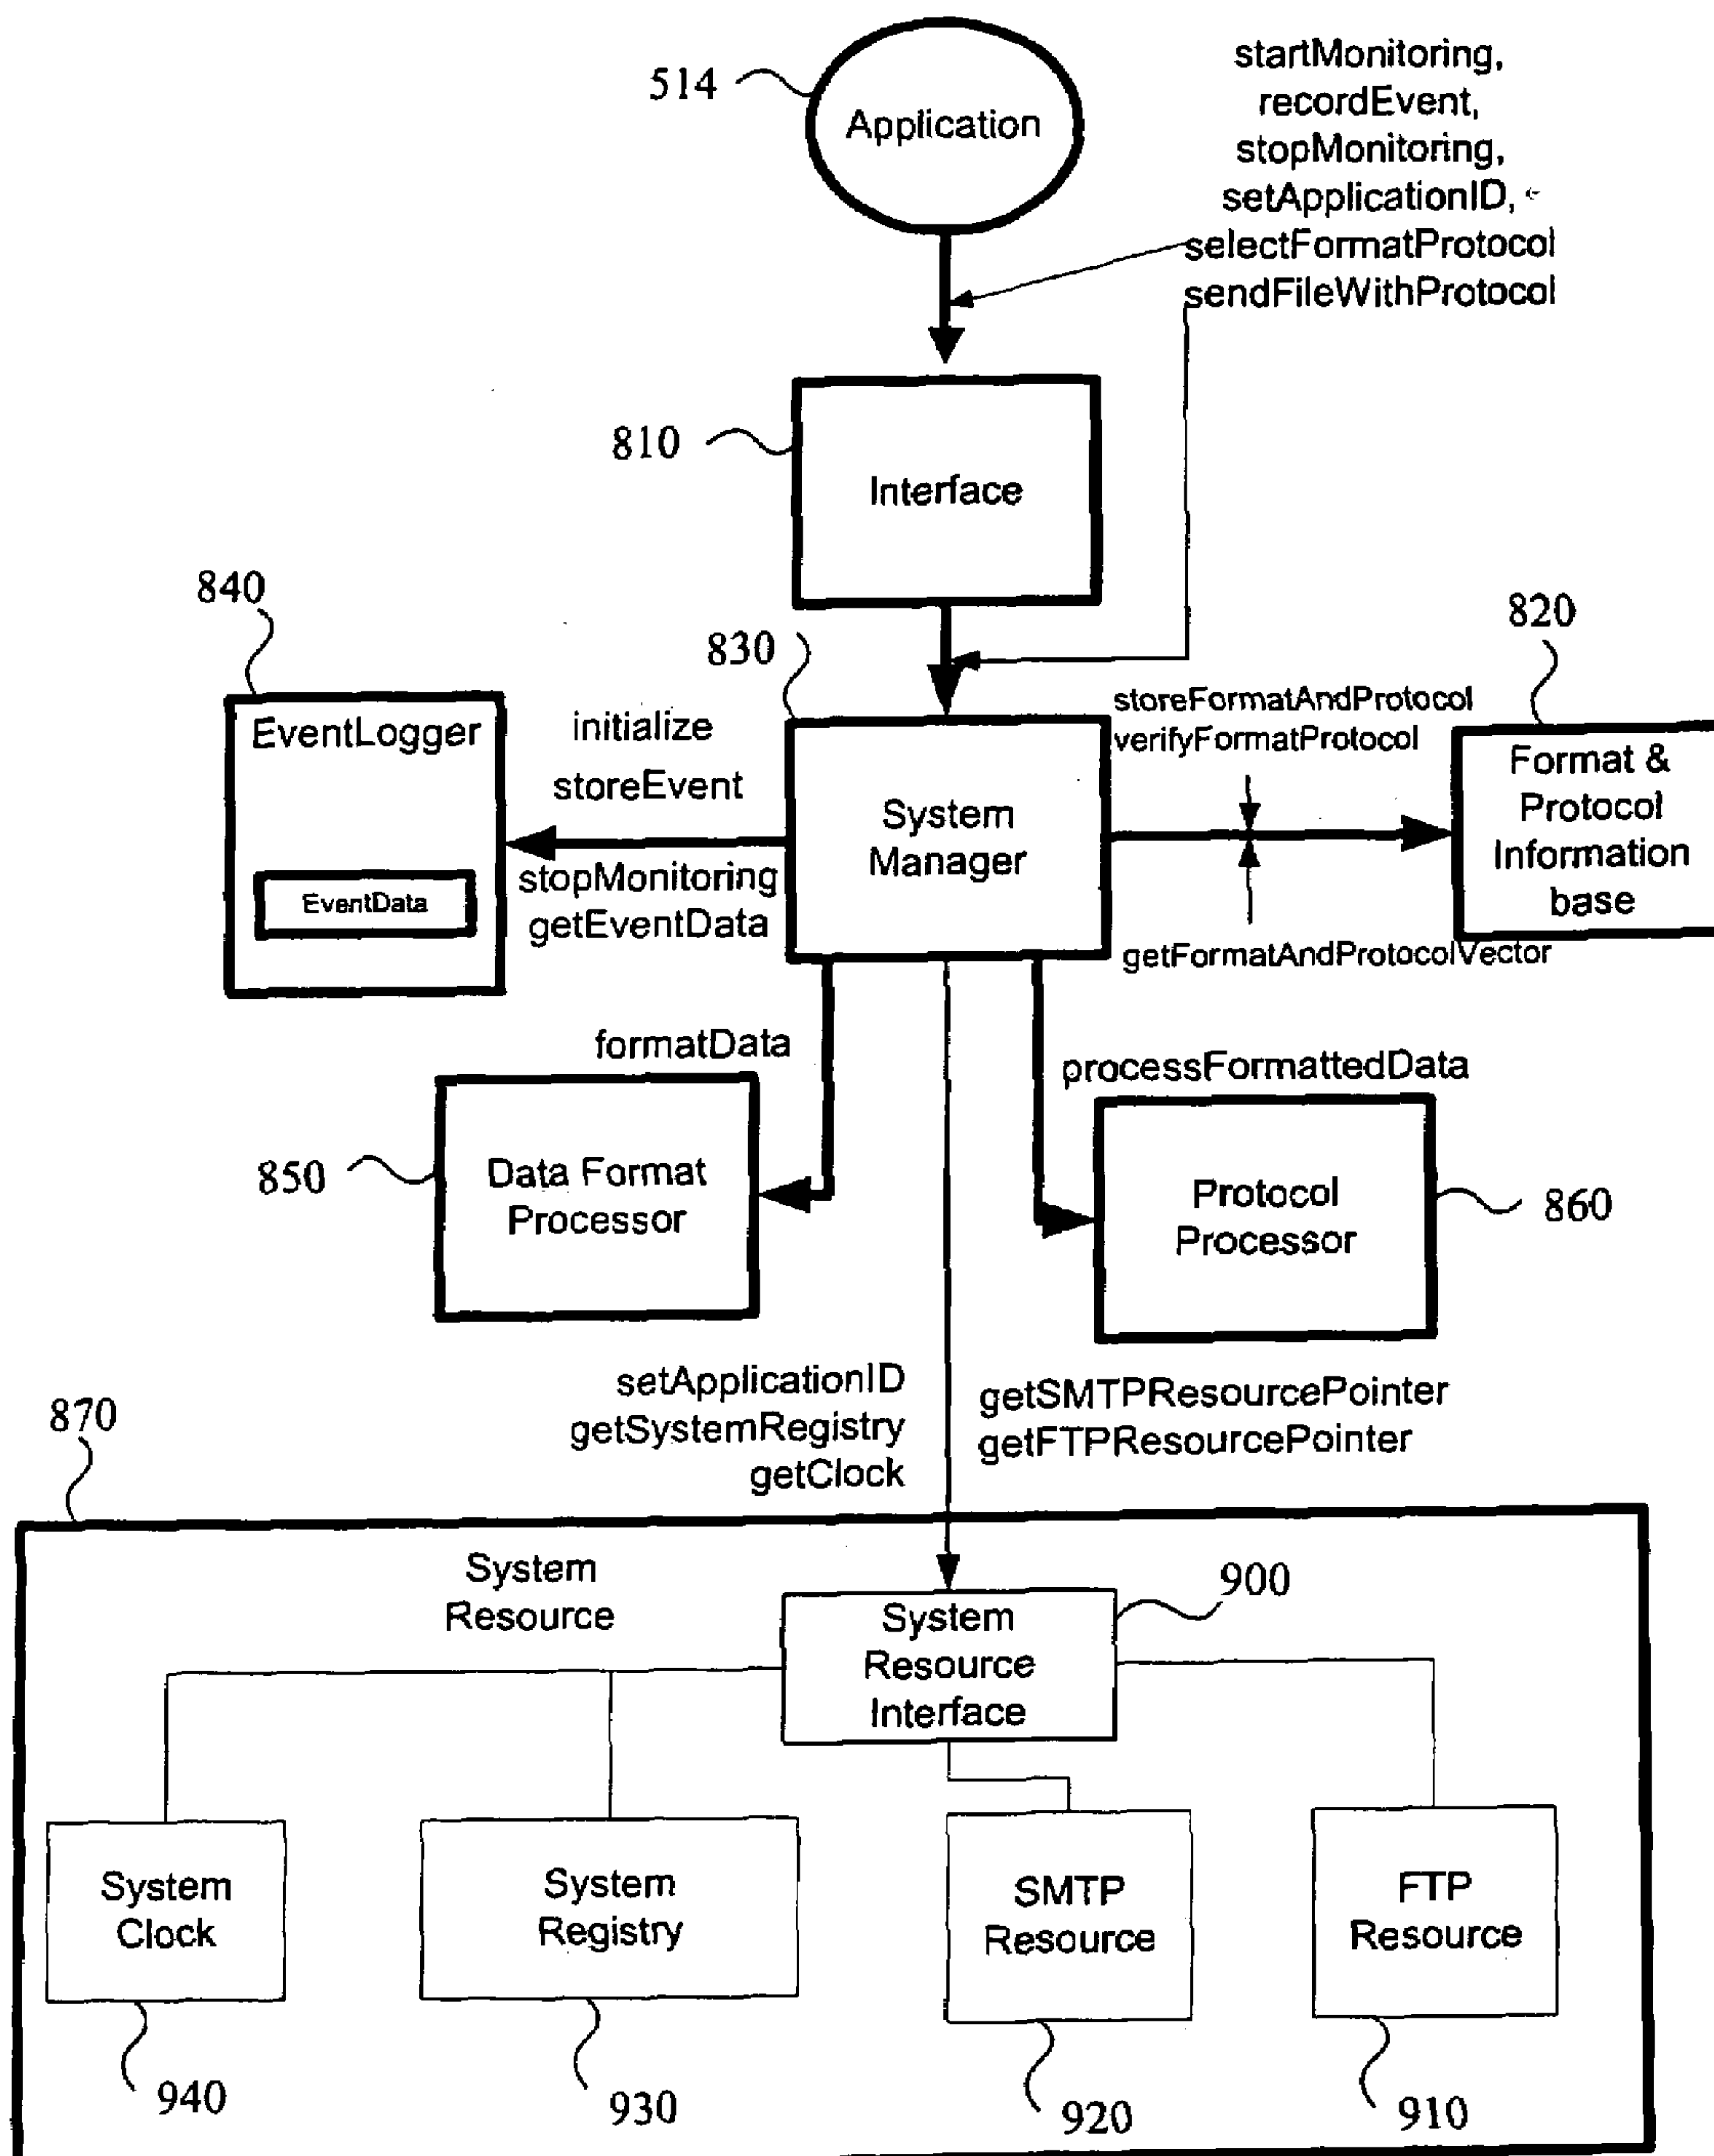 514
Application
startMonitoring,
recordEvent,
stopMonitoring,
setApplicationID,
selectFormatProtocol
sendFileWithProtocol
810
Interface
840
830
820
EventLogger
EventData
initialize
storeEvent
stopMonitoring
getEventData
System
Manager
storeFormatAndProtocol
verifyFormatProtocol
getFormatAndProtocolVector
Format &
Protocol
Information
base
formatData
processFormattedData
850
Data Format
Processor
Protocol
Processor
860
setApplicationID
getSystemRegistry
getClock
getSMTPResourcePointer
getFTPResourcePointer
870
System
Resource
900
System
Resource
Interface
System
Clock
System
Registry
SMTP
Resource
FTP
Resource
940
930
920
910